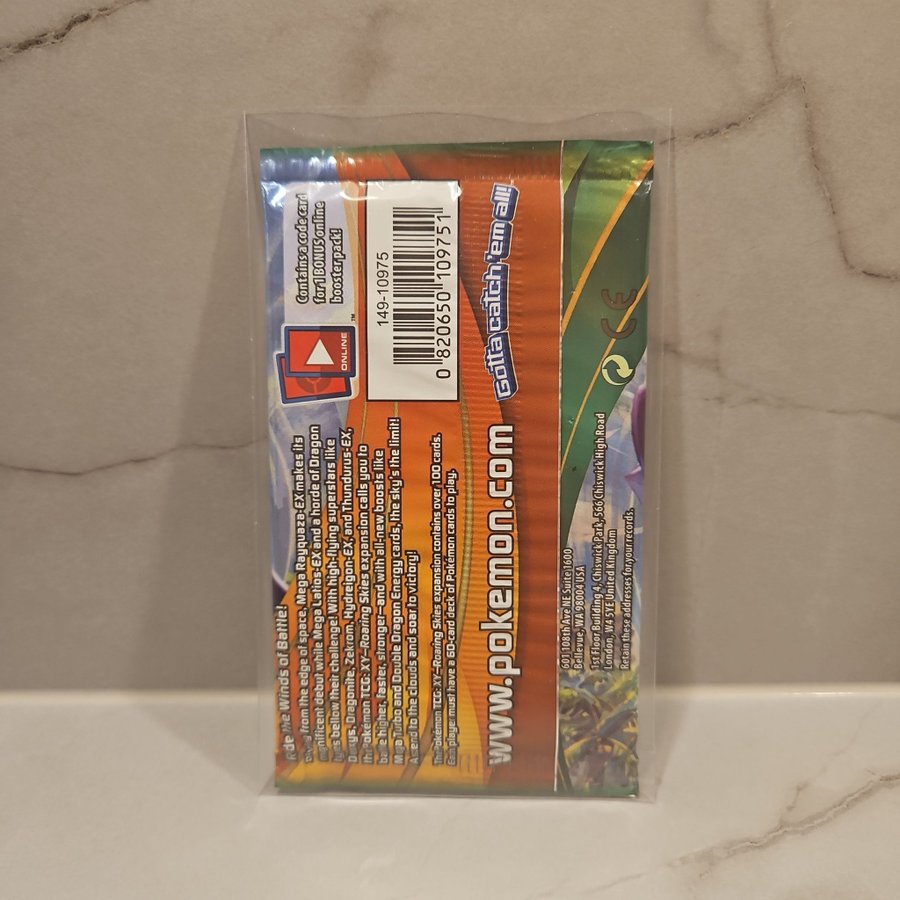 Contains a code card
for 1 BONUS online
booster pack!
ONLINE
TM
149-10975
0 820650 109751
Gotta catch 'em all!
the Winds of Battle!
from the edge of space, Mega Rayquaza-EX makes its
debut while Mega Latios-EX and a horde of Dragon
bellow their challenge! With high-flying superstars like
Dragonite, Zekrom, Hydreigon-EX, and Thundurus-EX,
the Pokémon TCG: XY—Roaring Skies expansion calls you to
higher, faster, stronger—and with all-new boosts like
Mega Turbo and Double Dragon Energy cards, the sky's the limit!
Ascend to the clouds and soar to victory!
The Pokémon TCG: XY—Roaring Skies expansion contains over 100 cards.
Each player must have a 60-card deck of Pokémon cards to play.
www.pokemon.com
CE
601 108th Ave NE Suite 1600
Bellevue, WA 98004 USA
1st Floor Building 4, Chiswick Park, 566 Chiswick High Road
London, W4 5YE United Kingdom
Retain these addresses for your records.